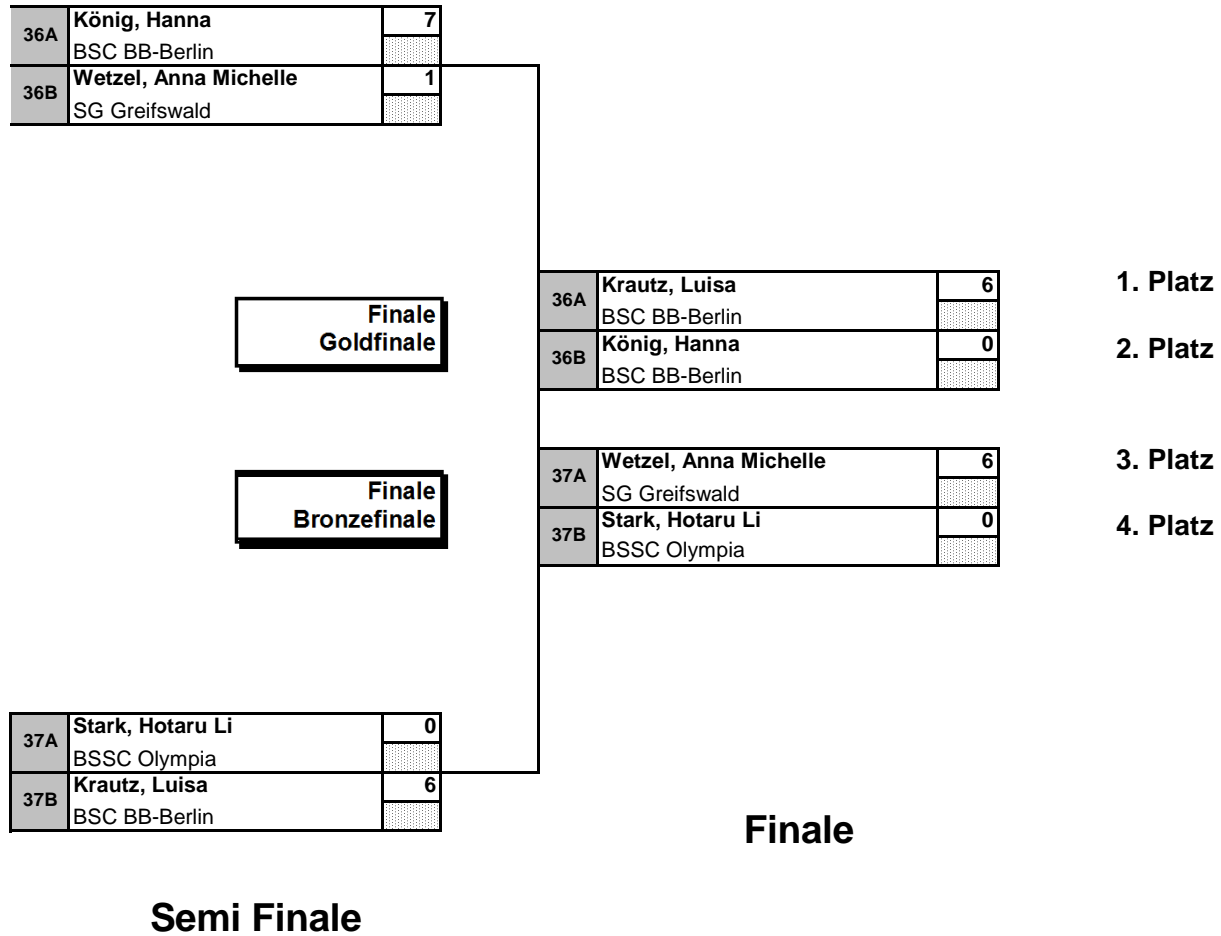 36A
König, Hanna 7
BSC BB-Berlin
36B
Wetzel, Anna Michelle 1
SG Greifswald
Finale
Goldfinale
36A
Krautz, Luisa 6
BSC BB-Berlin
36B
König, Hanna 0
BSC BB-Berlin
1. Platz
2. Platz
Finale
Bronzefinale
37A
Wetzel, Anna Michelle 6
SG Greifswald
37B
Stark, Hotaru Li 0
BSSC Olympia
3. Platz
4. Platz
37A
Stark, Hotaru Li 0
BSSC Olympia
37B
Krautz, Luisa 6
BSC BB-Berlin
Finale
Semi Finale